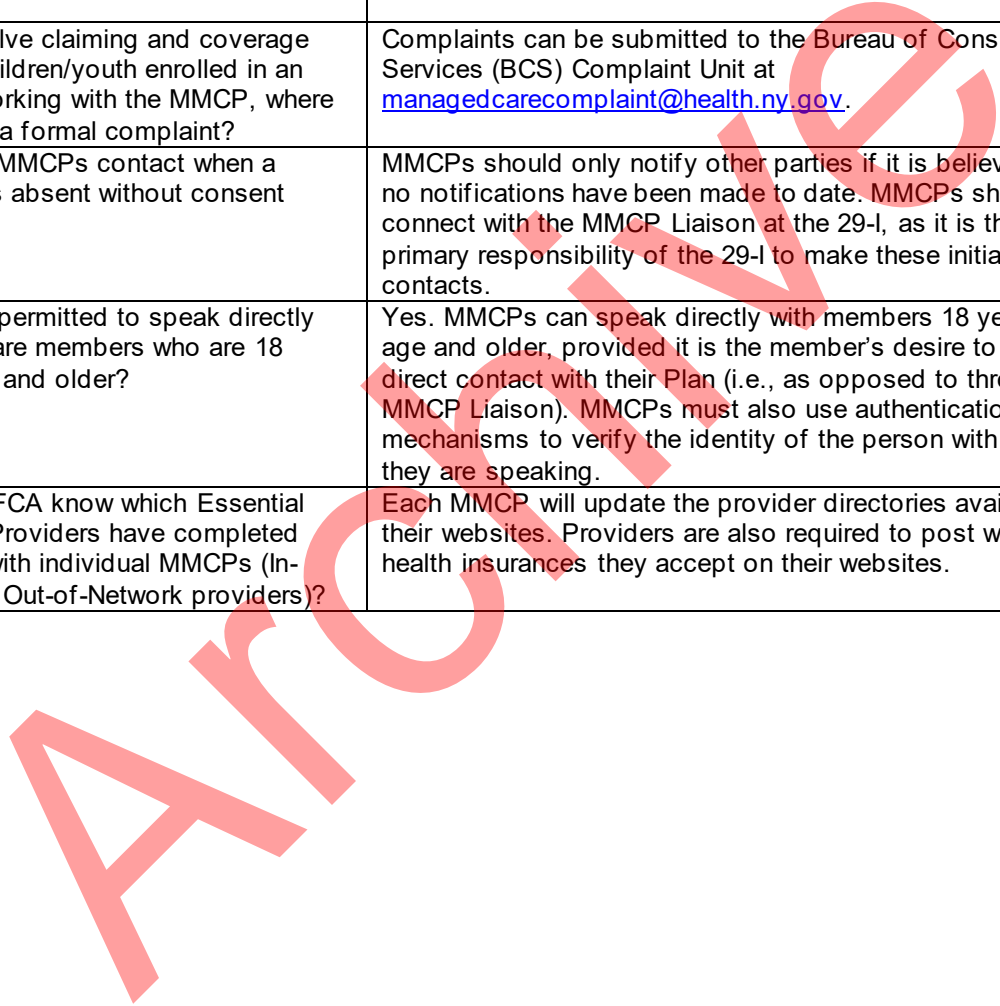 lve claiming and coverage
ildren/youth enrolled in an
orking with the MMCP, where
a formal complaint?
Complaints can be submitted to the Bureau of Cons
Services (BCS) Complaint Unit at
managedcarecomplaint@health.ny.gov.
MMCPs contact when a
s absent without consent
MMCPs should only notify other parties if it is believ
no notifications have been made to date. MMCPs sh
connect with the MMCP Liaison at the 29-I, as it is th
primary responsibility of the 29-I to make these initia
contacts.
permitted to speak directly
are members who are 18
and older?
Yes. MMCPs can speak directly with members 18 ye
age and older, provided it is the member’s desire to
direct contact with their Plan (i.e., as opposed to thr
MMCP Liaison). MMCPs must also use authenticatio
mechanisms to verify the identity of the person with
they are speaking.
FCA know which Essential
Providers have completed
with individual MMCPs (In-
Out-of-Network providers)?
Each MMCP will update the provider directories avai
their websites. Providers are also required to post w
health insurances they accept on their websites.
Archive